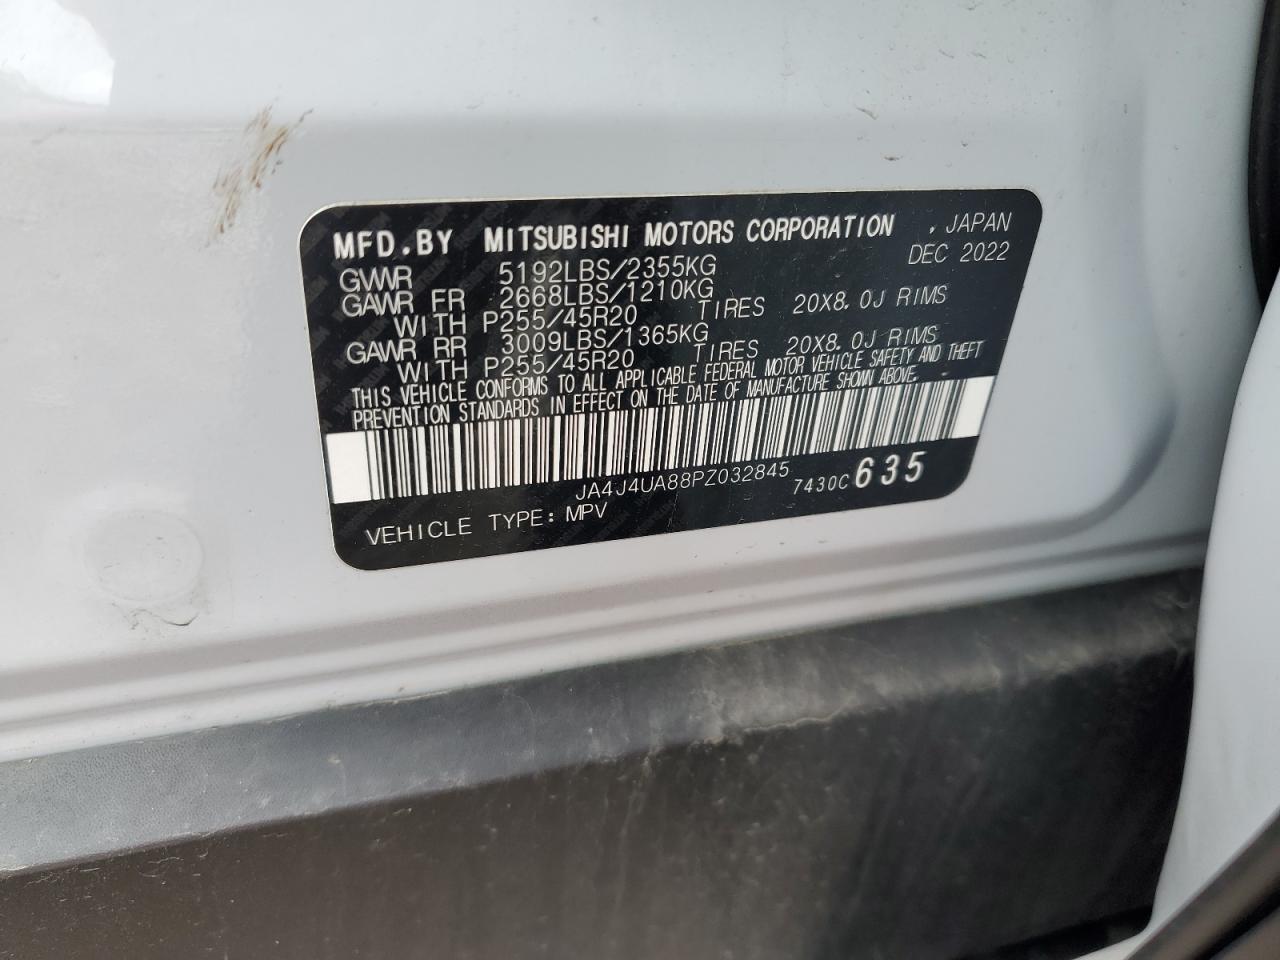 MFD.BY MITSUBISHI MOTORS CORPORATION , JAPAN
DEC 2022
GVWR 5192LBS/2355KG
GAWR FR 2668LBS/1210KG
WITH P255/45R20 TIRES 20X8.0J RIMS
GAWR RR 3009LBS/1365KG
WITH P255/45R20 TIRES 20X8.0J RIMS
THIS VEHICLE CONFORMS TO ALL APPLICABLE FEDERAL MOTOR VEHICLE SAFETY AND THEFT
PREVENTION STANDARDS IN EFFECT ON THE DATE OF MANUFACTURE SHOWN ABOVE.
JA4J4UA88PZ032845 7430C 635
VEHICLE TYPE: MPV